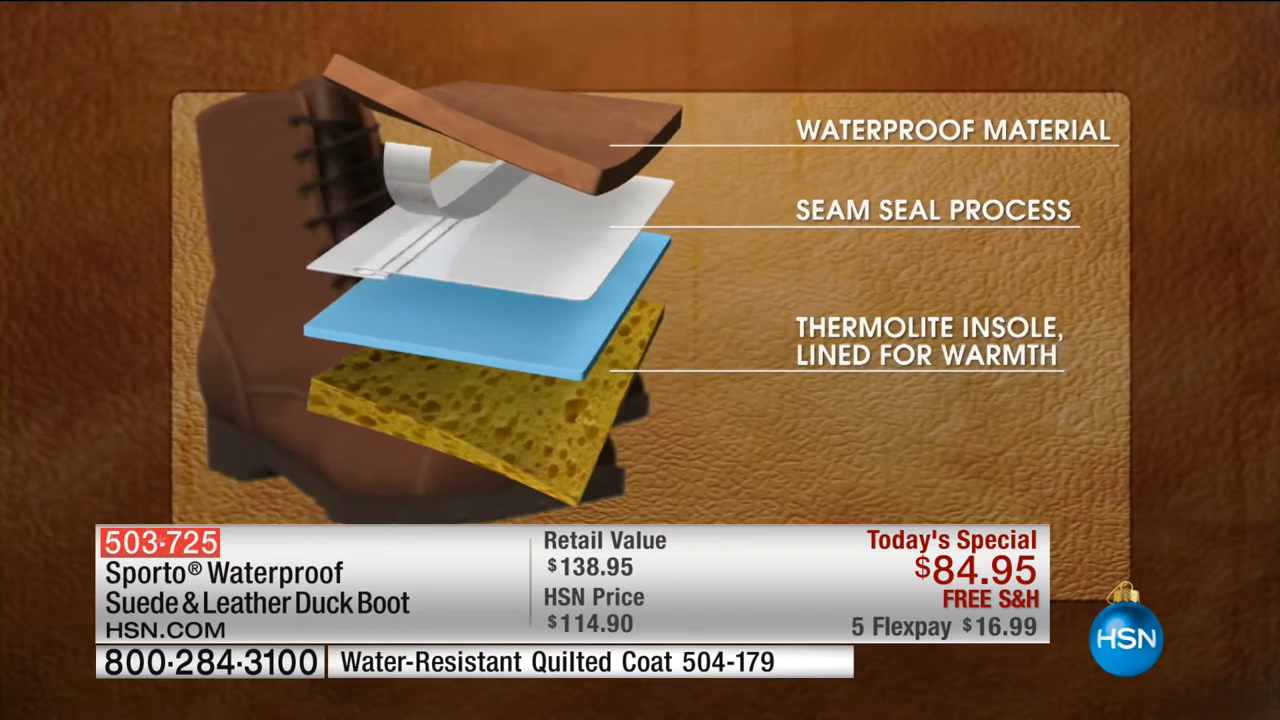 WATERPROOF MATERIAL
SEAM SEAL PROCESS
THERMOLITE INSOLE,
LINED FOR WARMTH
503·725
Sporto® Waterproof
Suede & Leather Duck Boot
HSN.COM
Retail Value
$138.95
HSN Price
$114.90
Today's Special
$84.95
FREE S&H
5 Flexpay $16.99
HSN
800·284·3100
Water-Resistant Quilted Coat 504-179